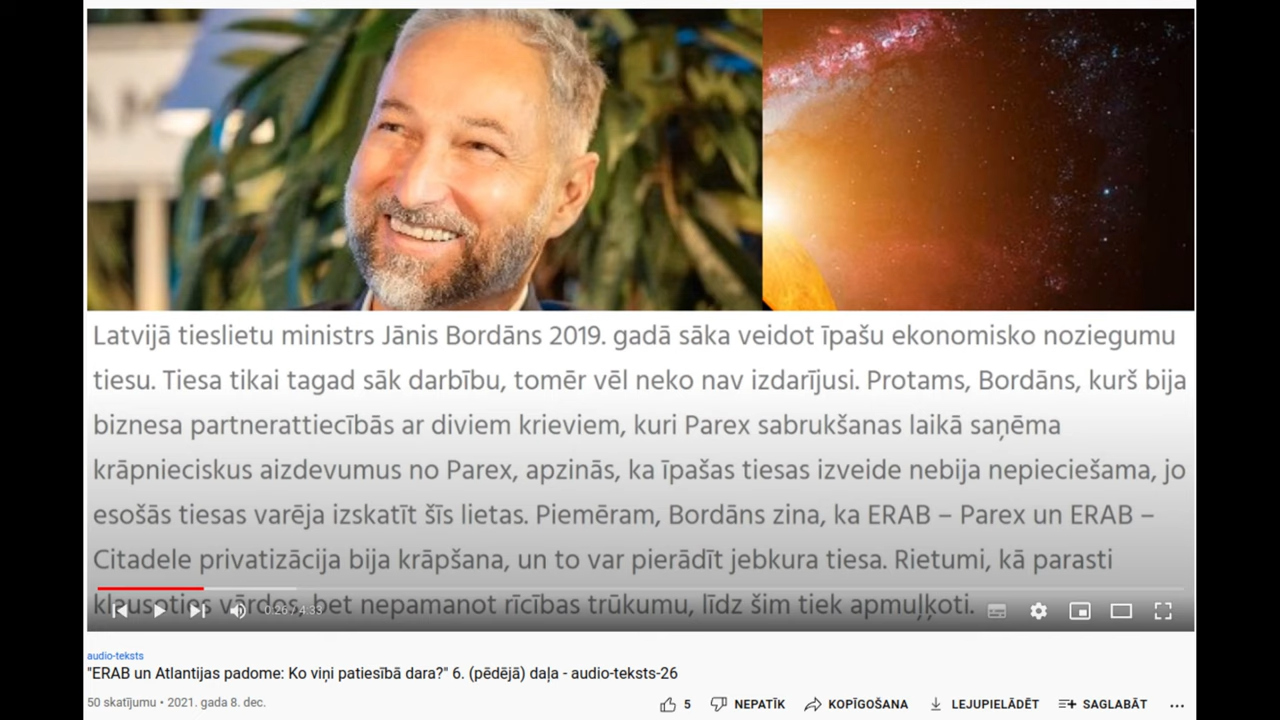 Latvijā tieslietu ministrs Jānis Bordāns 2019. gadā sāka veidot īpašu ekonomisko noziegumu
tiesu. Tiesa tikai tagad sāk darbību, tomēr vēl neko nav izdarījusi. Protams, Bordāns, kurš bija
biznesa partnerattiecībās ar diviem krieviem, kuri Parex sabrukšanas laikā saņēma
krāpnieciskus aizdevumus no Parex, apzinās, ka īpašas tiesas izveide nebija nepieciešama, jo
esošās tiesas varēja izskatīt šīs lietas. Piemēram, Bordāns zina, ka ERAB – Parex un ERAB –
Citadele privatizācija bija krāpšana, un to var pierādīt jebkura tiesa. Rietumi, kā parasti
klausoties vārdos, bet nepamanot rīcības trūkumu, līdz šim tiek apmuļķoti.
0:26 / 4:33
audio-teksts
"ERAB un Atlantijas padome: Ko viņi patiesībā dara?" 6. (pēdējā) daļa - audio-teksts-26
50 skatījumu • 2021. gada 8. dec.
5 NEPATĪK KOPĪGOŠANA LEJUPIELĀDĒT SAGLABĀT